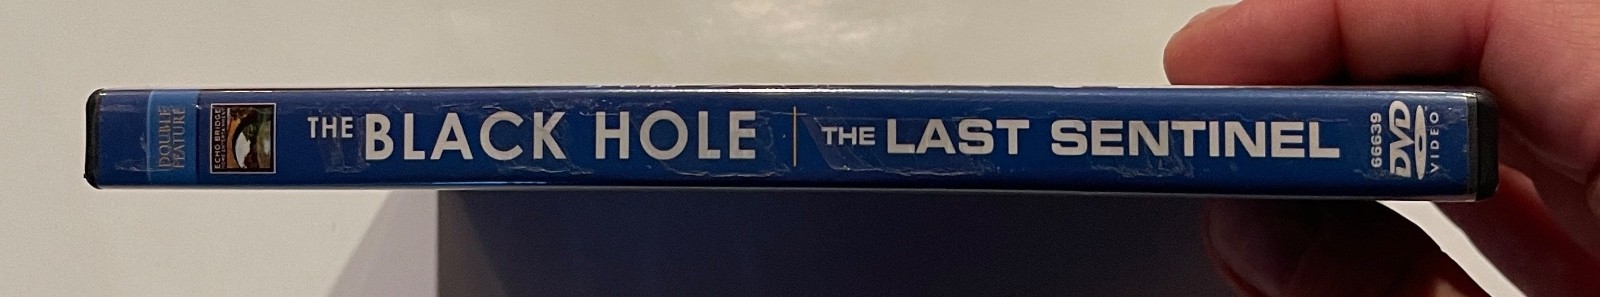 DOUBLE
FEATURE
ECHO BRIDGE
THE BLACK HOLE | THE LAST SENTINEL
66639
DVD
VIDEO